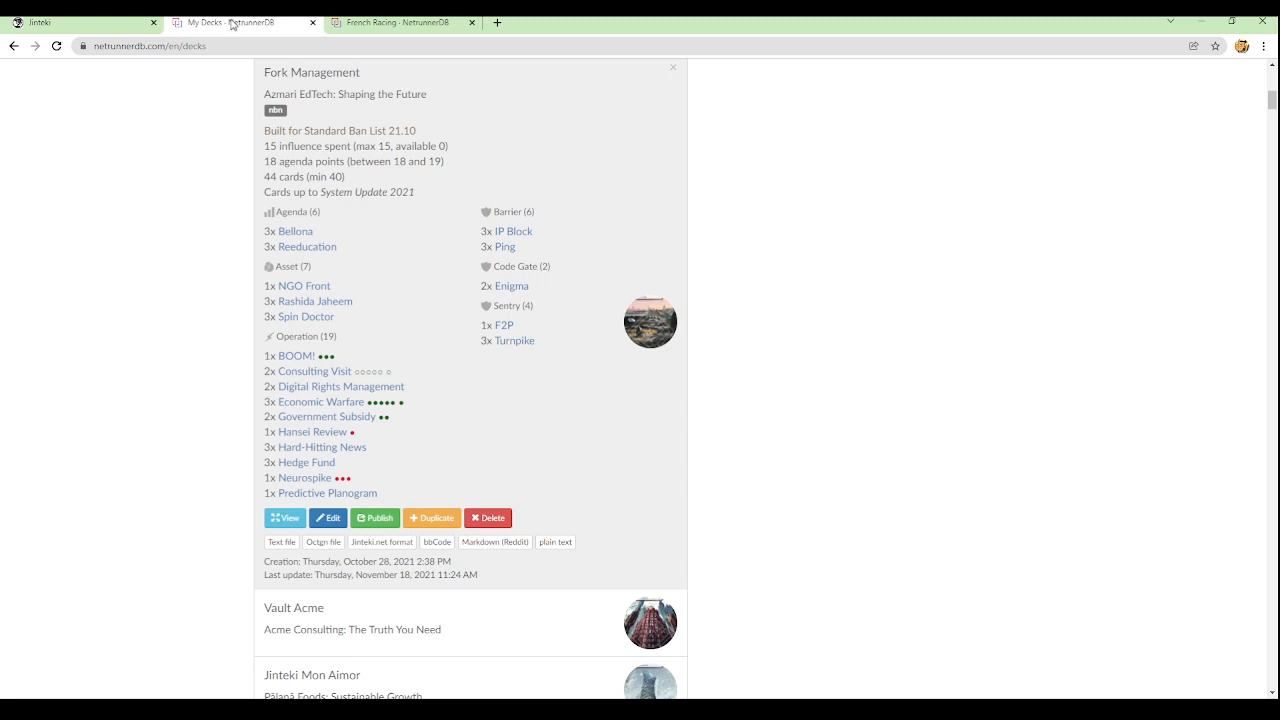 Jinteki
My Decks · NetrunnerDB
French Racing · NetrunnerDB
netrunnerdb.com/en/decks
Fork Management
Azmari EdTech: Shaping the Future
nbn
Built for Standard Ban List 21.10
15 influence spent (max 15, available 0)
18 agenda points (between 18 and 19)
44 cards (min 40)
Cards up to System Update 2021
Agenda (6)
3x Bellona
3x Reeducation
Asset (7)
1x NGO Front
3x Rashida Jaheem
3x Spin Doctor
Operation (19)
1x BOOM! ●●●
2x Consulting Visit ○○○○○ ○
2x Digital Rights Management
3x Economic Warfare ●●●●● ●
2x Government Subsidy ●●
1x Hansei Review ●
3x Hard-Hitting News
3x Hedge Fund
1x Neurospike ●●●
1x Predictive Planogram
Barrier (6)
3x IP Block
3x Ping
Code Gate (2)
2x Enigma
Sentry (4)
1x F2P
3x Turnpike
View
Edit
Publish
Duplicate
Delete
Text file
Octgn file
Jinteki.net format
bbCode
Markdown (Reddit)
plain text
Creation: Thursday, October 28, 2021 2:38 PM
Last update: Thursday, November 18, 2021 11:24 AM
Vault Acme
Acme Consulting: The Truth You Need
Jinteki Mon Aimor
Pālanā Foods: Sustainable Growth